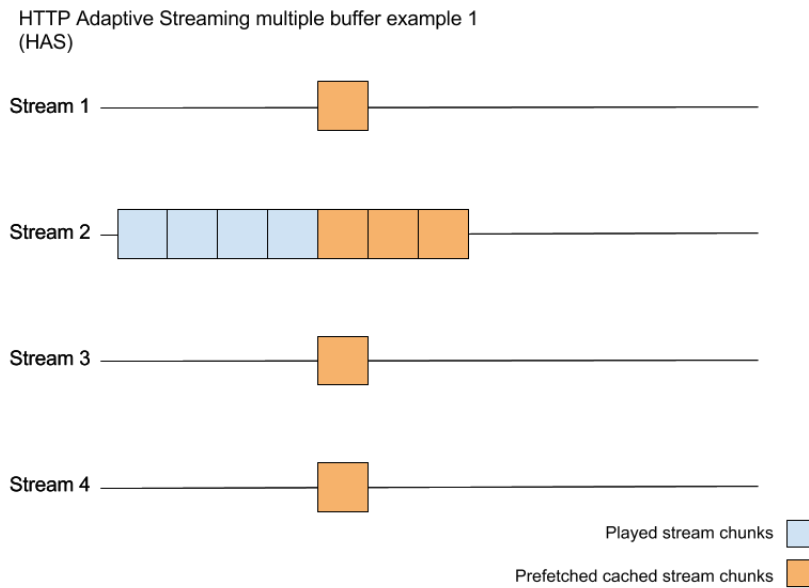 HTTP Adaptive Streaming multiple buffer example 1
(HAS)
Stream 1
Stream 2
Stream 3
Stream 4
Played stream chunks
Prefetched cached stream chunks